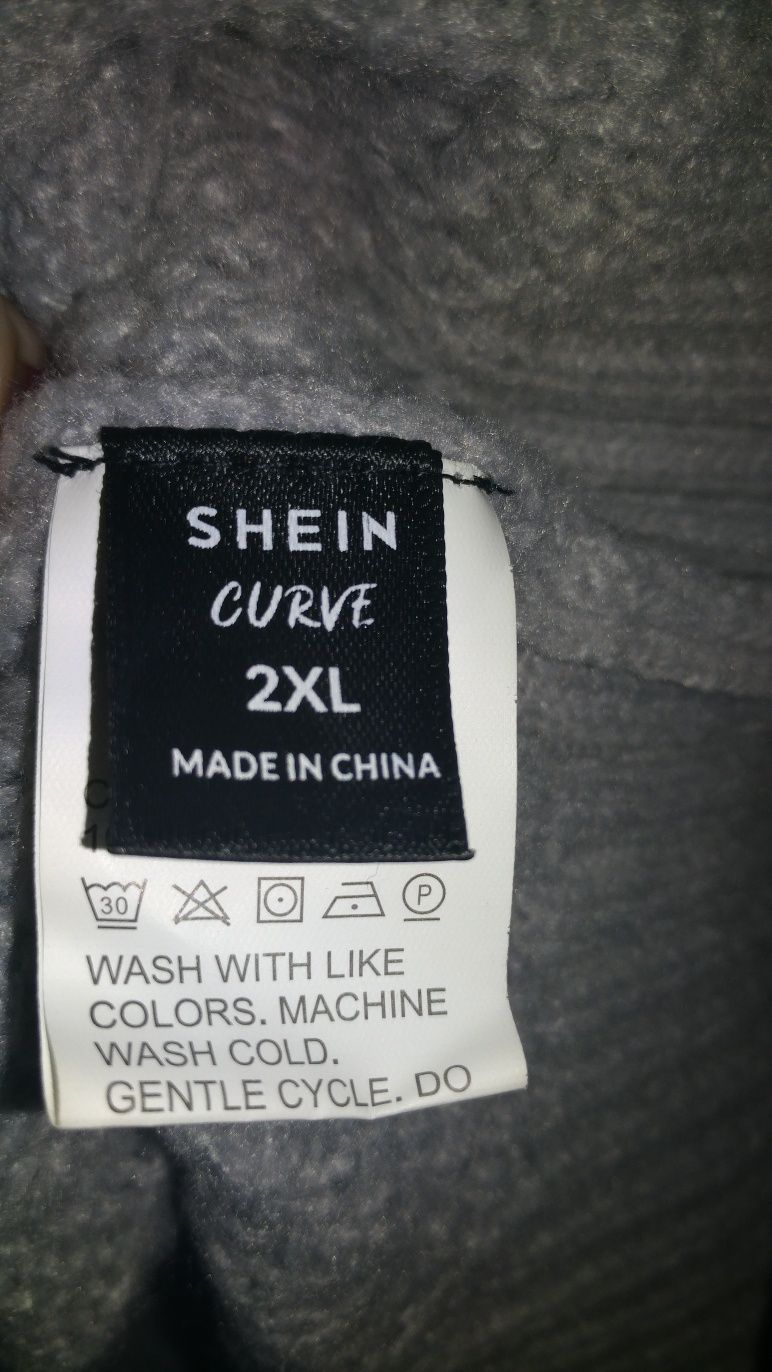 SHEIN
CURVE
2XL
MADE IN CHINA
30
P
WASH WITH LIKE
COLORS. MACHINE
WASH COLD.
GENTLE CYCLE. DO